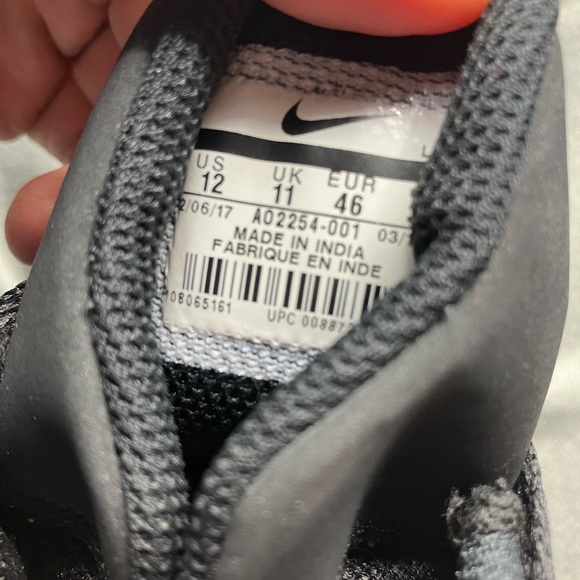 US UK EUR
12 11 46
2/06/17 A02254-001 03/
MADE IN INDIA
FABRIQUE EN INDE
08065161
UPC 00887